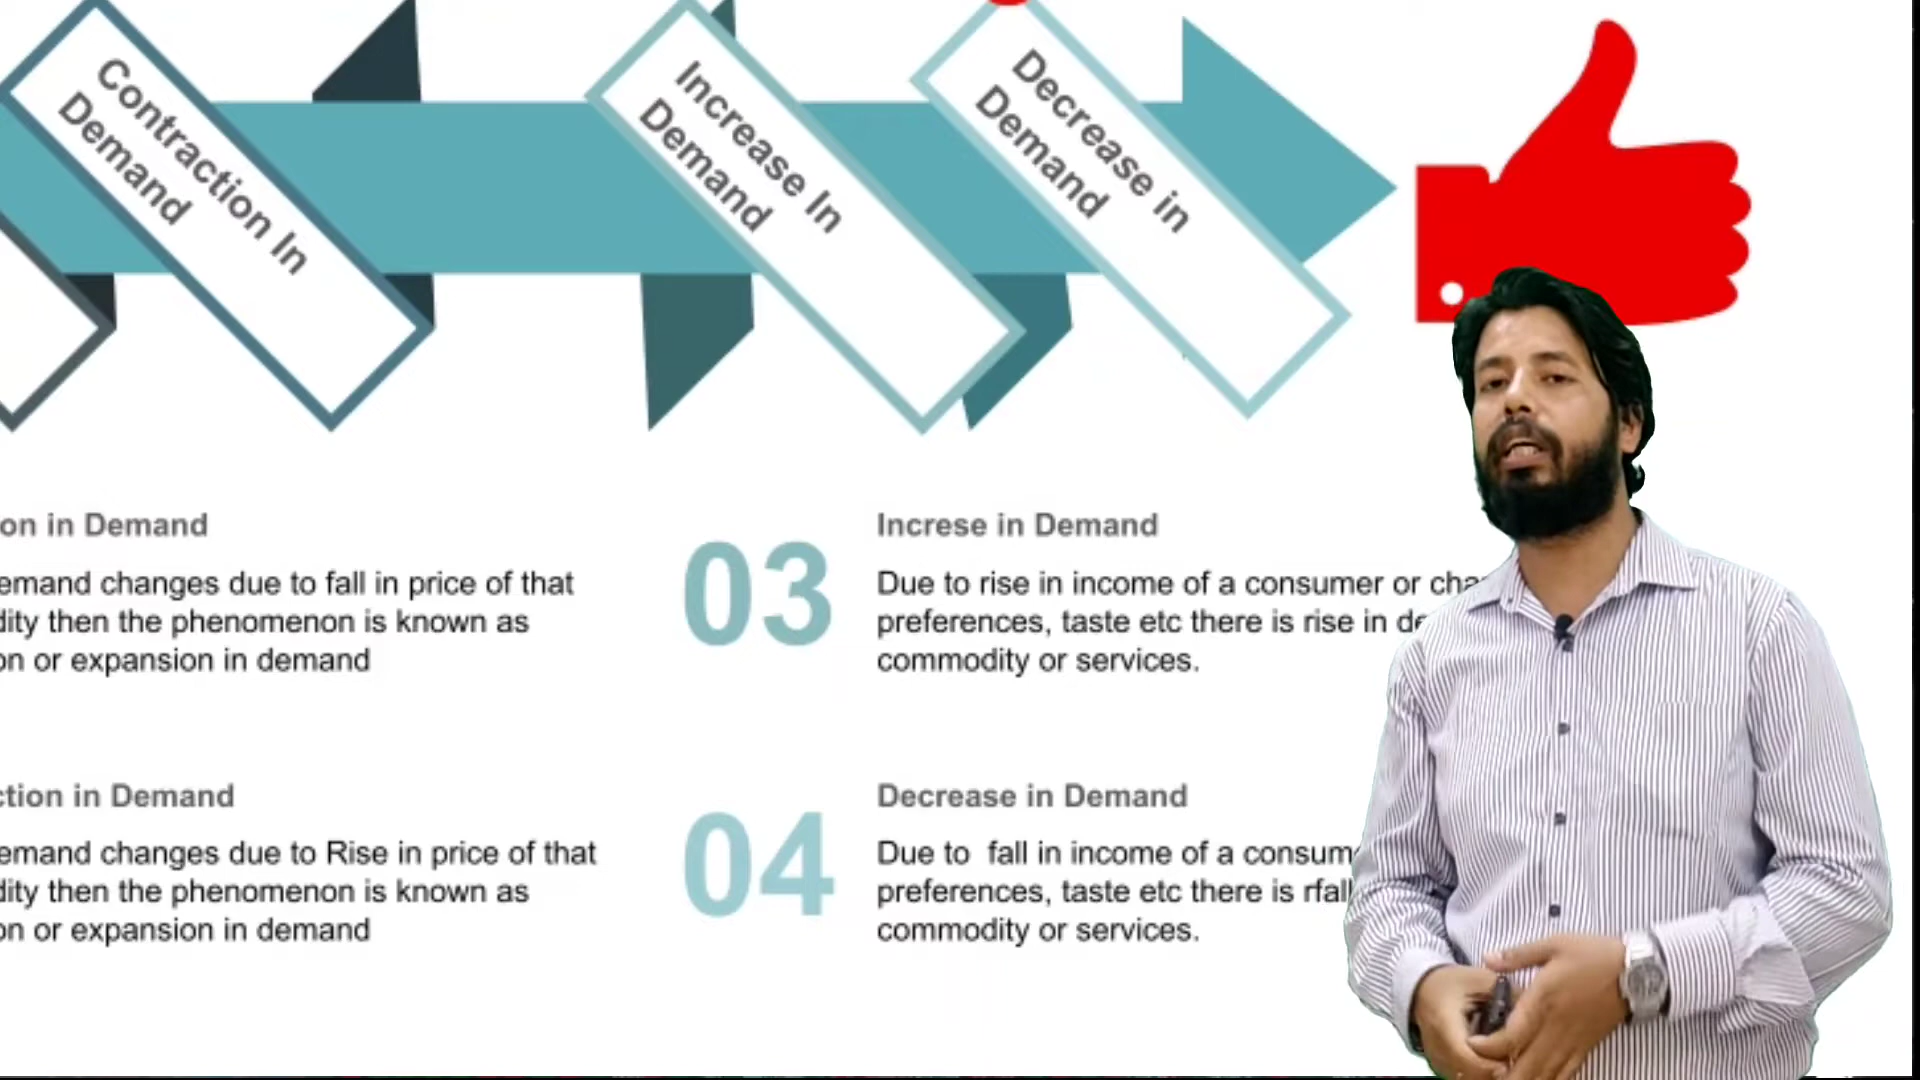 Contraction In
Demand
Increase In
Demand
Decrease in
Demand
on in Demand
emand changes due to fall in price of that
dity then the phenomenon is known as
on or expansion in demand
03
Increse in Demand
Due to rise in income of a consumer or cha
preferences, taste etc there is rise in de
commodity or services.
ction in Demand
emand changes due to Rise in price of that
dity then the phenomenon is known as
on or expansion in demand
04
Decrease in Demand
Due to  fall in income of a consum
preferences, taste etc there is rfall
commodity or services.